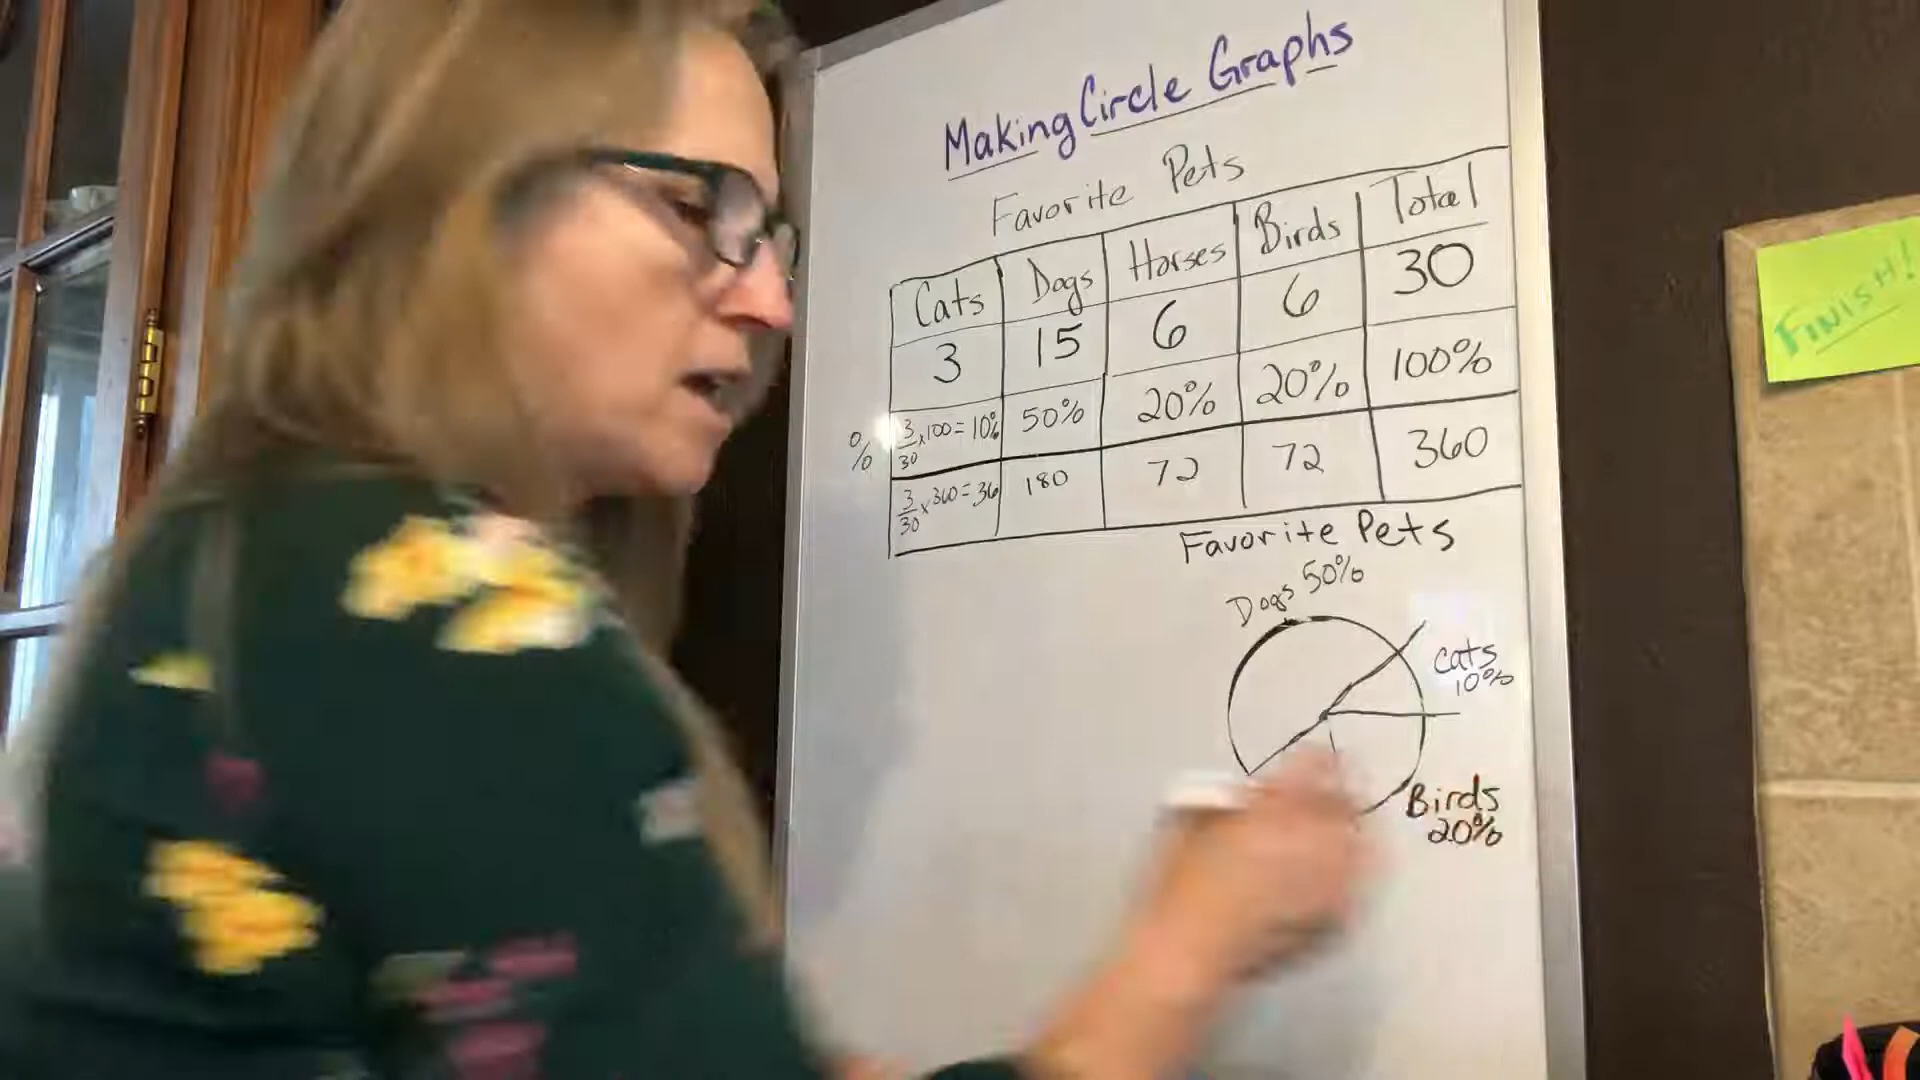 Making Circle Graphs
Favorite Pets
Cats Dogs Horses Birds Total
3 15 6 6 30
% 3/30 x 100 = 10% 50% 20% 20% 100%
3/30 x 360 = 36 180 72 72 360
Favorite Pets
Dogs 50%
Cats
10%
Birds
20%
FINISH!